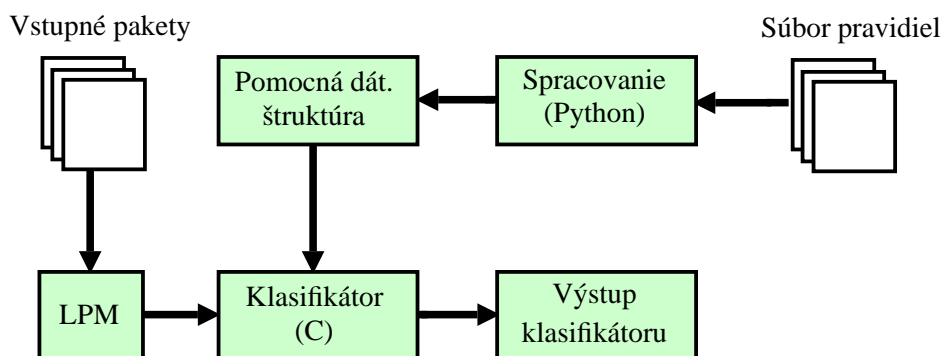 Vstupné pakety
Súbor pravidiel
Pomocná dát.
štruktúra
Spracovanie
(Python)
LPM
Klasifikátor
(C)
Výstup
klasifikátoru